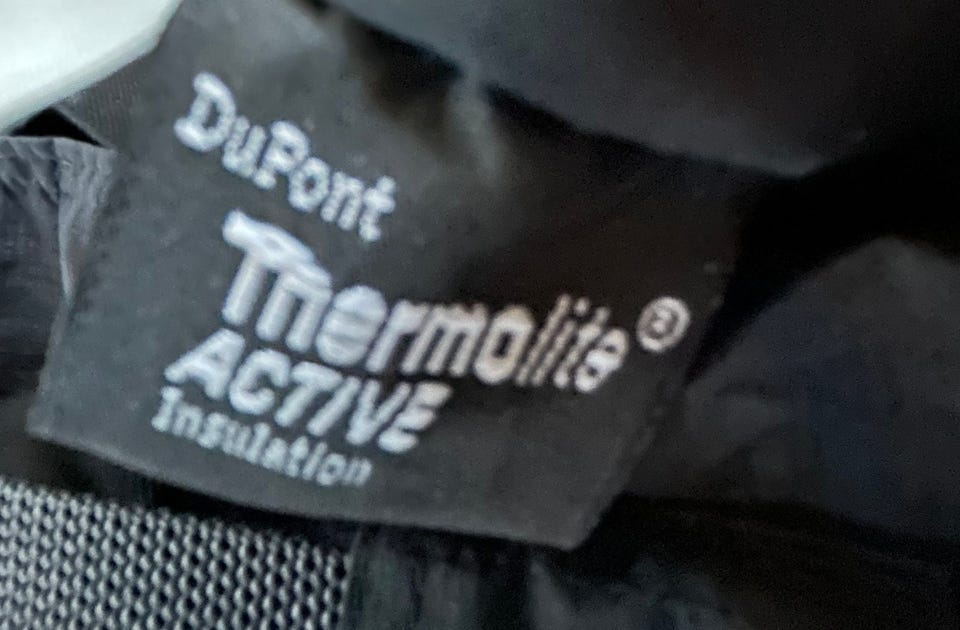 DuPont
Thermolite®
ACTIVE
Insulation